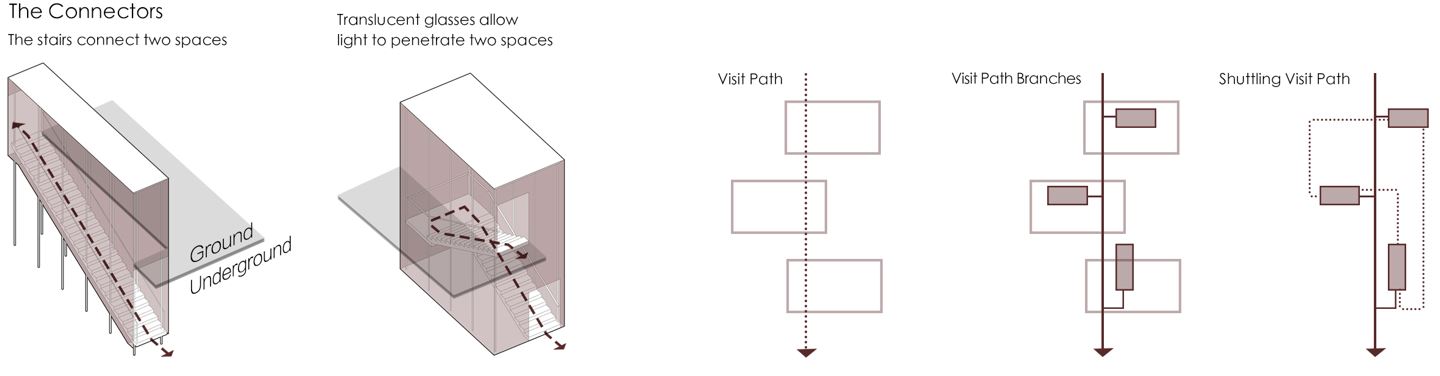 The Connectors
The stairs connect two spaces
Translucent glasses allow
light to penetrate two spaces
Ground
Underground
Visit Path
Visit Path Branches
Shuttling Visit Path